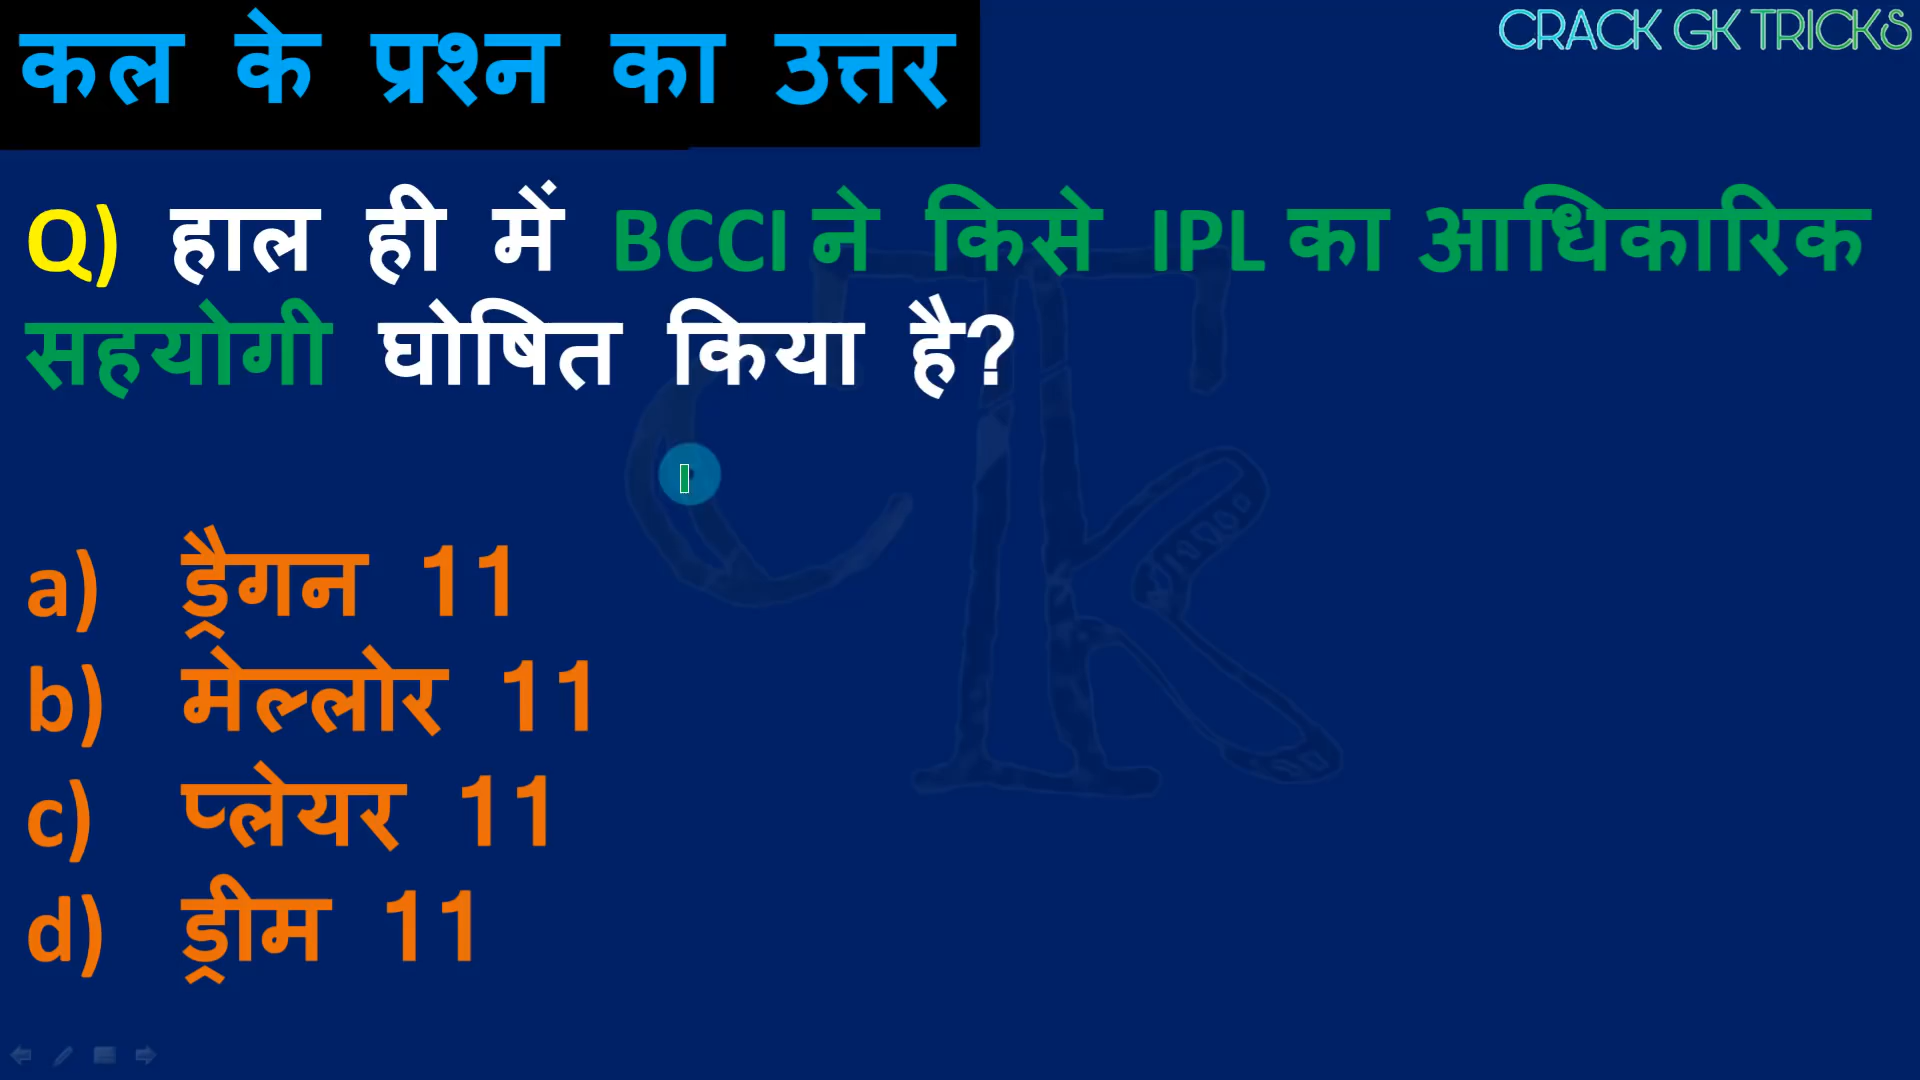 कल के प्रश्न का उत्तर
CRACK GK TRICKS
Q) हाल ही में BCCI ने किसे IPL का आधिकारिक
सहयोगी घोषित किया है?
a) ड्रैगन 11
b) मेल्लोर 11
c) प्लेयर 11
d) ड्रीम 11